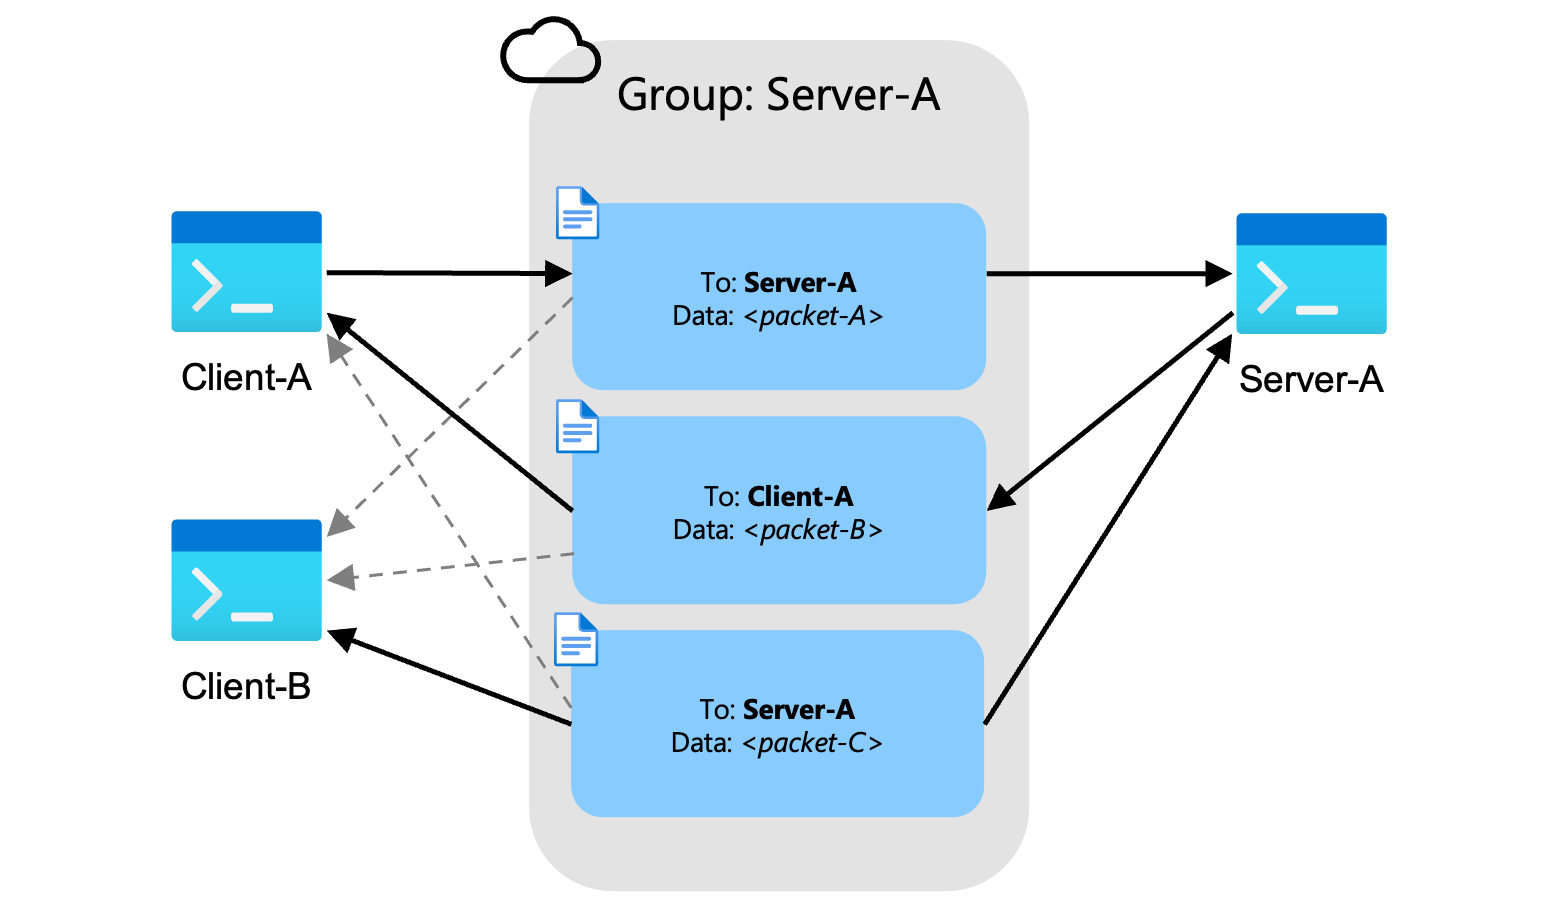 Group: Server-A
To: Server-A
Data: <packet-A>
Client-A
Server-A
To: Client-A
Data: <packet-B>
Client-B
To: Server-A
Data: <packet-C>